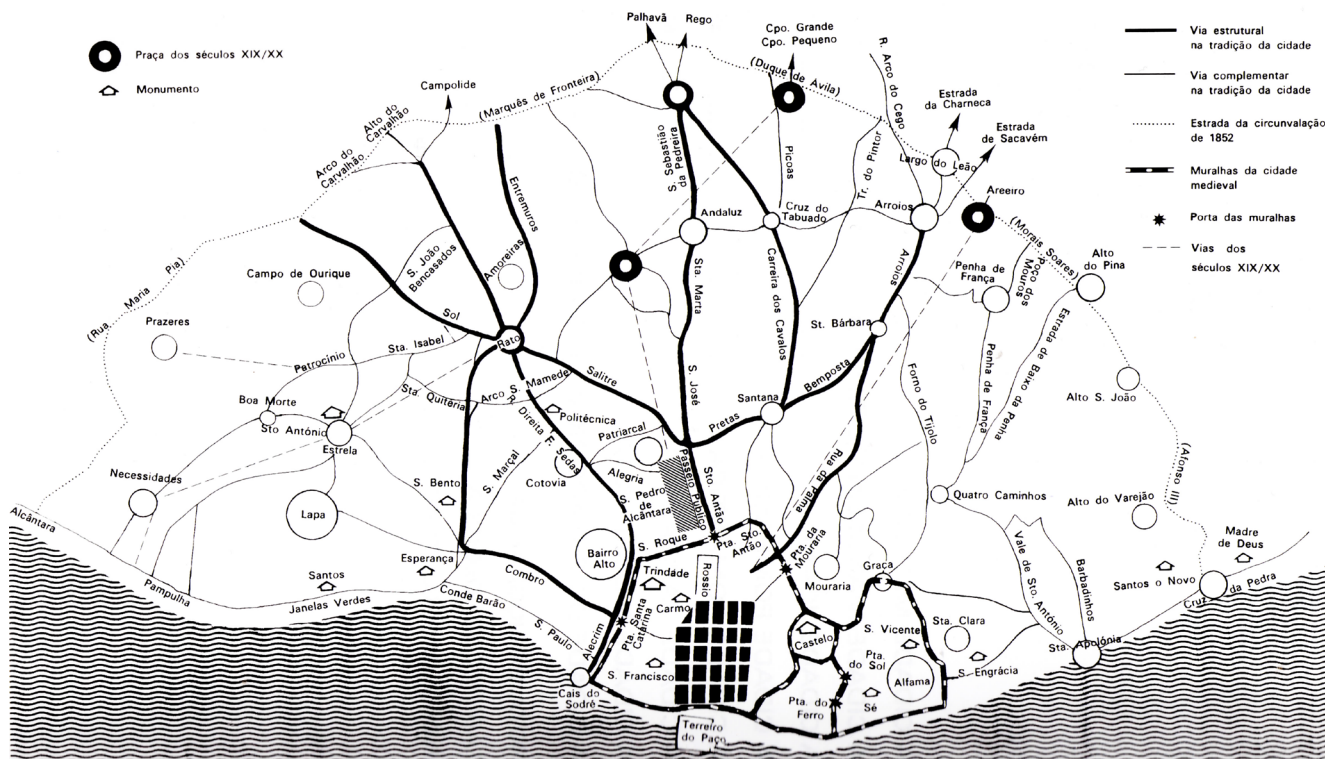 Praça dos séculos XIX/XX
Monumento
Palhavã
Rego
Cpo. Grande
Cpo. Pequeno
Via estrutural
na tradição da cidade
Via complementar
na tradição da cidade
Estrada da circunvalação
de 1852
Muralhas da cidade
medieval
Porta das muralhas
Vias dos
séculos XIX/XX
Campolide
(Marquês de Fronteira)
(Duque de Avila)
R. Arco do Cego
Estrada
da Charneca
Estrada
de Sacavém
Alto do
Carvalhão
Arco do
Carvalhão
Largo do Leão
Areeiro
S. Sebastião
da Pedreira
Picoas
Tr. do Pintor
Entremuros
Andaluz
Cruz do
Tabuado
Arroios
(Morais Soares)
Alto
do Pina
(Rua Maria Pia)
Campo de Ourique
S. João
Bencasados
Amoreiras
Sta. Marta
Carreira dos Cavalos
Arroios
Penha de
França
Poço dos
Mouros
Prazeres
Sol
Rato
St. Bárbara
Estrada de Baixo da Penha
Patrocínio
Sta. Isabel
Salitre
S. José
Bemposta
Forno do Tijolo
Penha de França
Alto S. João
Sta. Quitéria
Arco S. Mamede
Boa Morte
Sto António
Estrela
R. Direita F. Sedas
Politécnica
Patriarcal
Pretas
Santana
Necessidades
S. Bento
S. Marçal
Cotovia
Alegria
Passeio Público
Sto. Antão
Rua da Palma
(Afonso III)
Alcântara
Lapa
S. Pedro
de
Alcântara
Quatro Caminhos
Alto do Varejão
Bairro
Alto
S. Roque
Pta. Sto.
Antão
Pta. da
Mouraria
Madre
de Deus
Esperança
Combro
Trindade
Rossio
Mouraria
Graça
Vale de Sto. António
Barbadinhos
Santos o Novo
Pampulha
Santos
Janelas Verdes
Conde Barão
Carmo
Pta. Santa
Catarina
Cruz da Pedra
S. Paulo
Alecrim
Castelo
S. Vicente
Sta. Clara
Sta. Apolónia
S. Francisco
Pta.
do Sol
Alfama
S. Engrácia
Cais do
Sodré
Pta. do
Ferro
Sé
Terreiro
do Paço